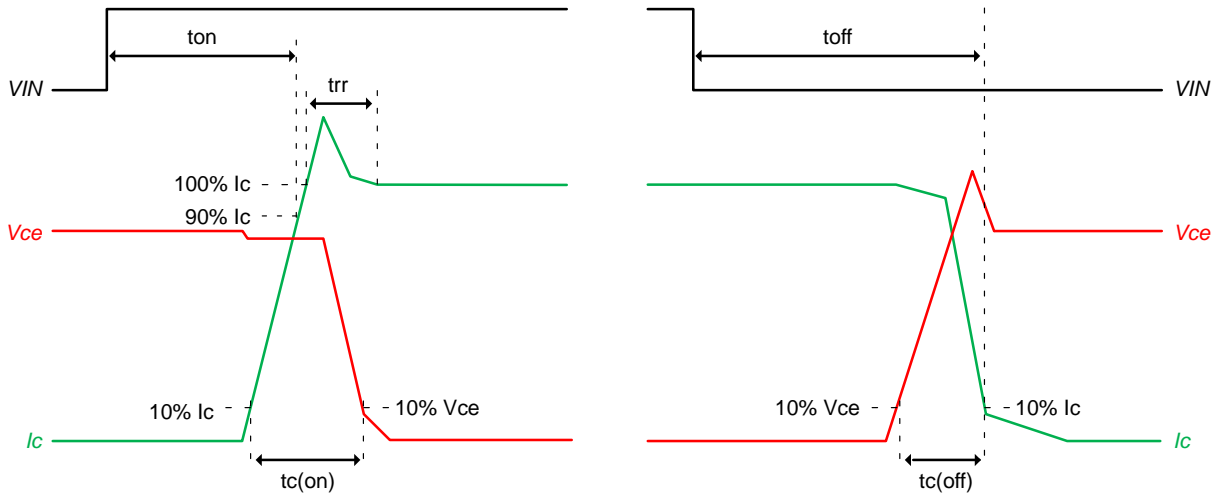 ton
toff
VIN
trr
VIN
100% Ic
90% Ic
Vce
Vce
10% Ic
10% Vce
10% Vce
10% Ic
Ic
Ic
tc(on)
tc(off)